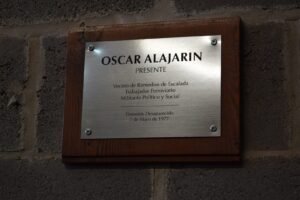 OSCAR ALAJARIN
PRESENTE
Vecino de Remedios de Escalada
Trabajador Ferroviario
Militante Político y Social
Detenido Desaparecido
de Mayo de 1977